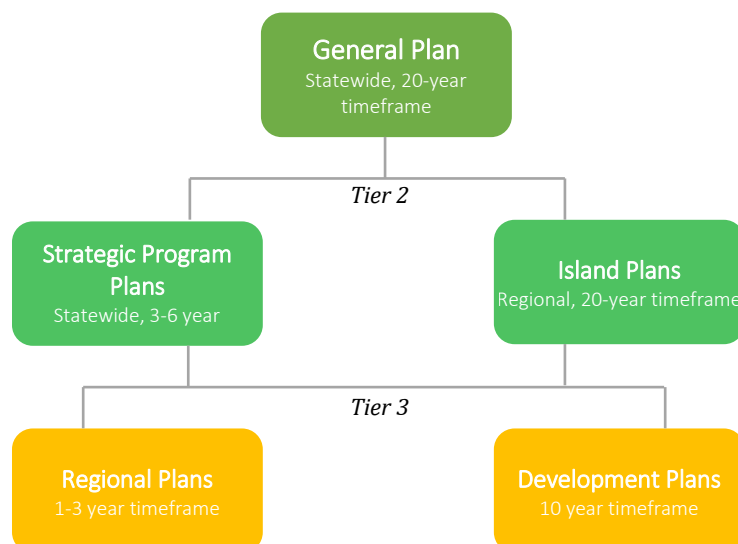 General Plan
Statewide, 20-year
timeframe
Tier 2
Strategic Program
Plans
Statewide, 3-6 year
Island Plans
Regional, 20-year timeframe
Tier 3
Regional Plans
1-3 year timeframe
Development Plans
10 year timeframe